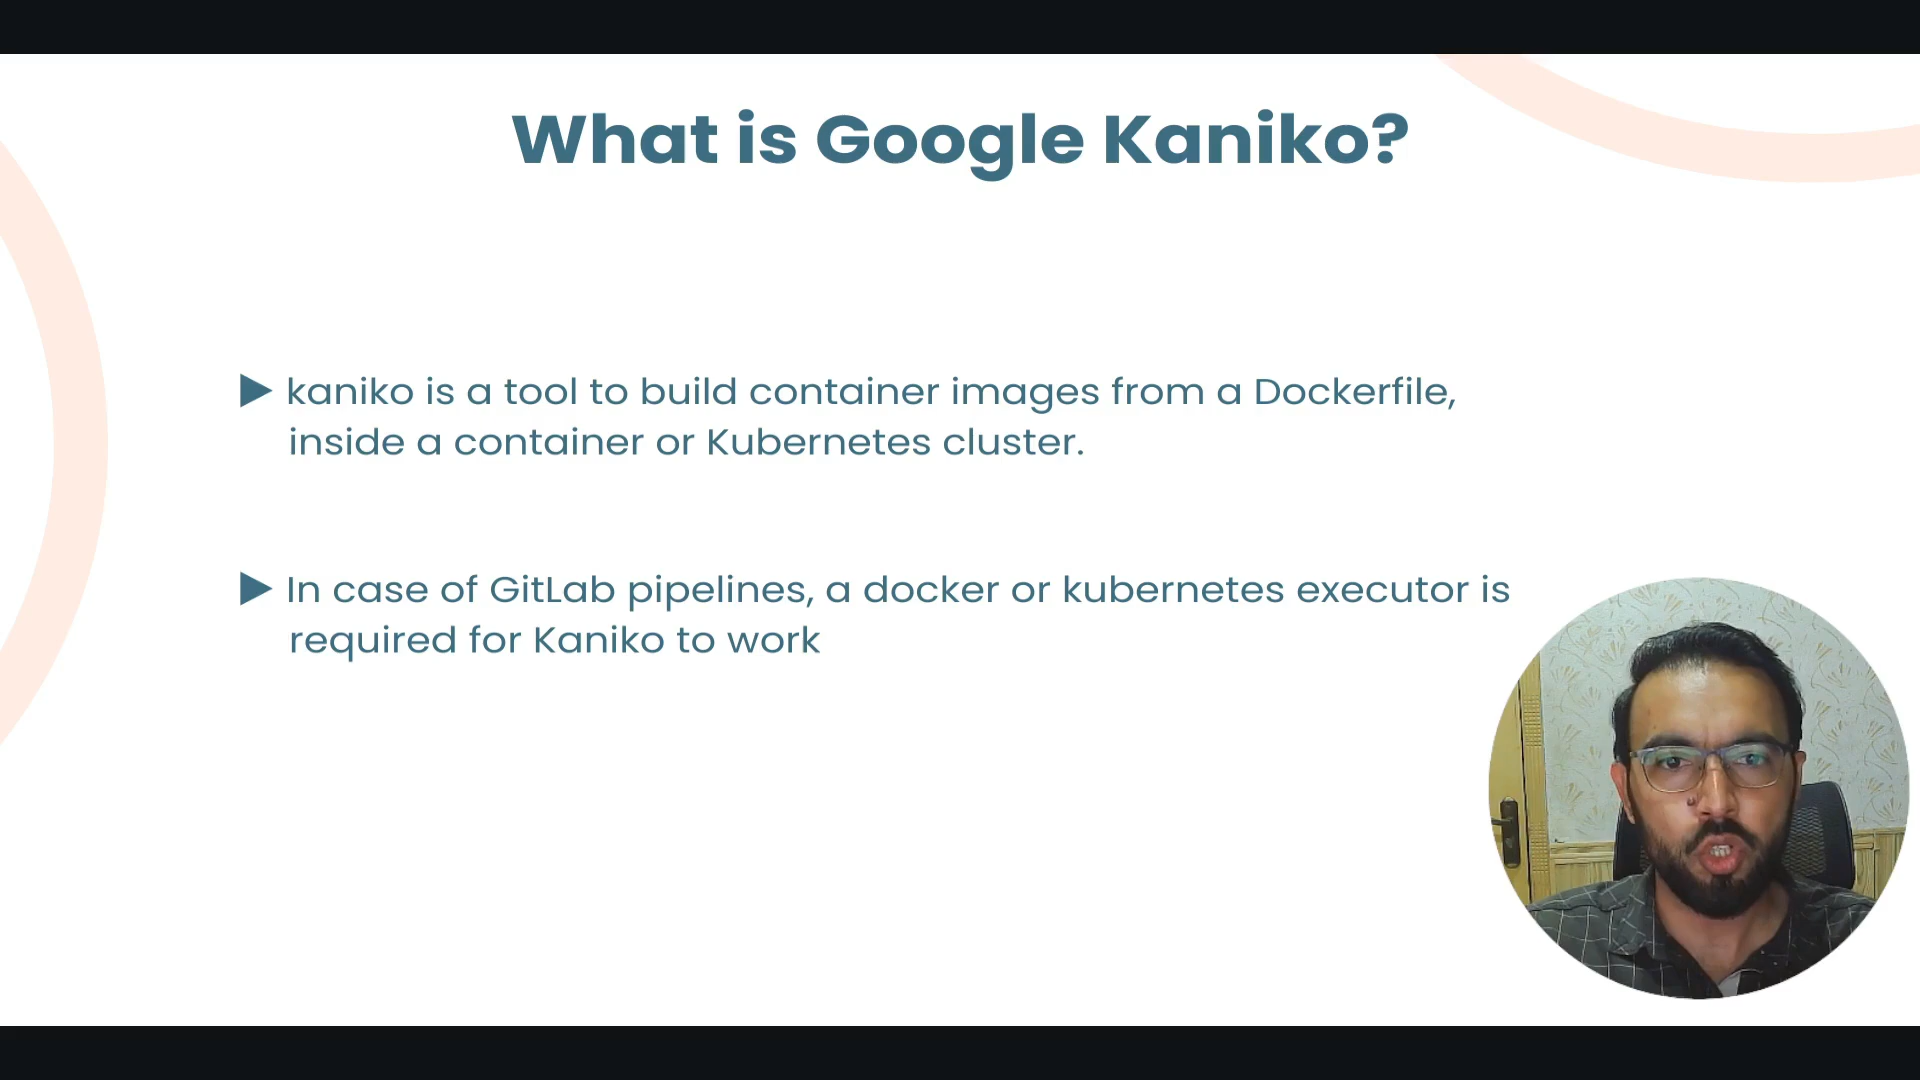 What is Google Kaniko?
kaniko is a tool to build container images from a Dockerfile,
inside a container or Kubernetes cluster.
In case of GitLab pipelines, a docker or kubernetes executor is
required for Kaniko to work